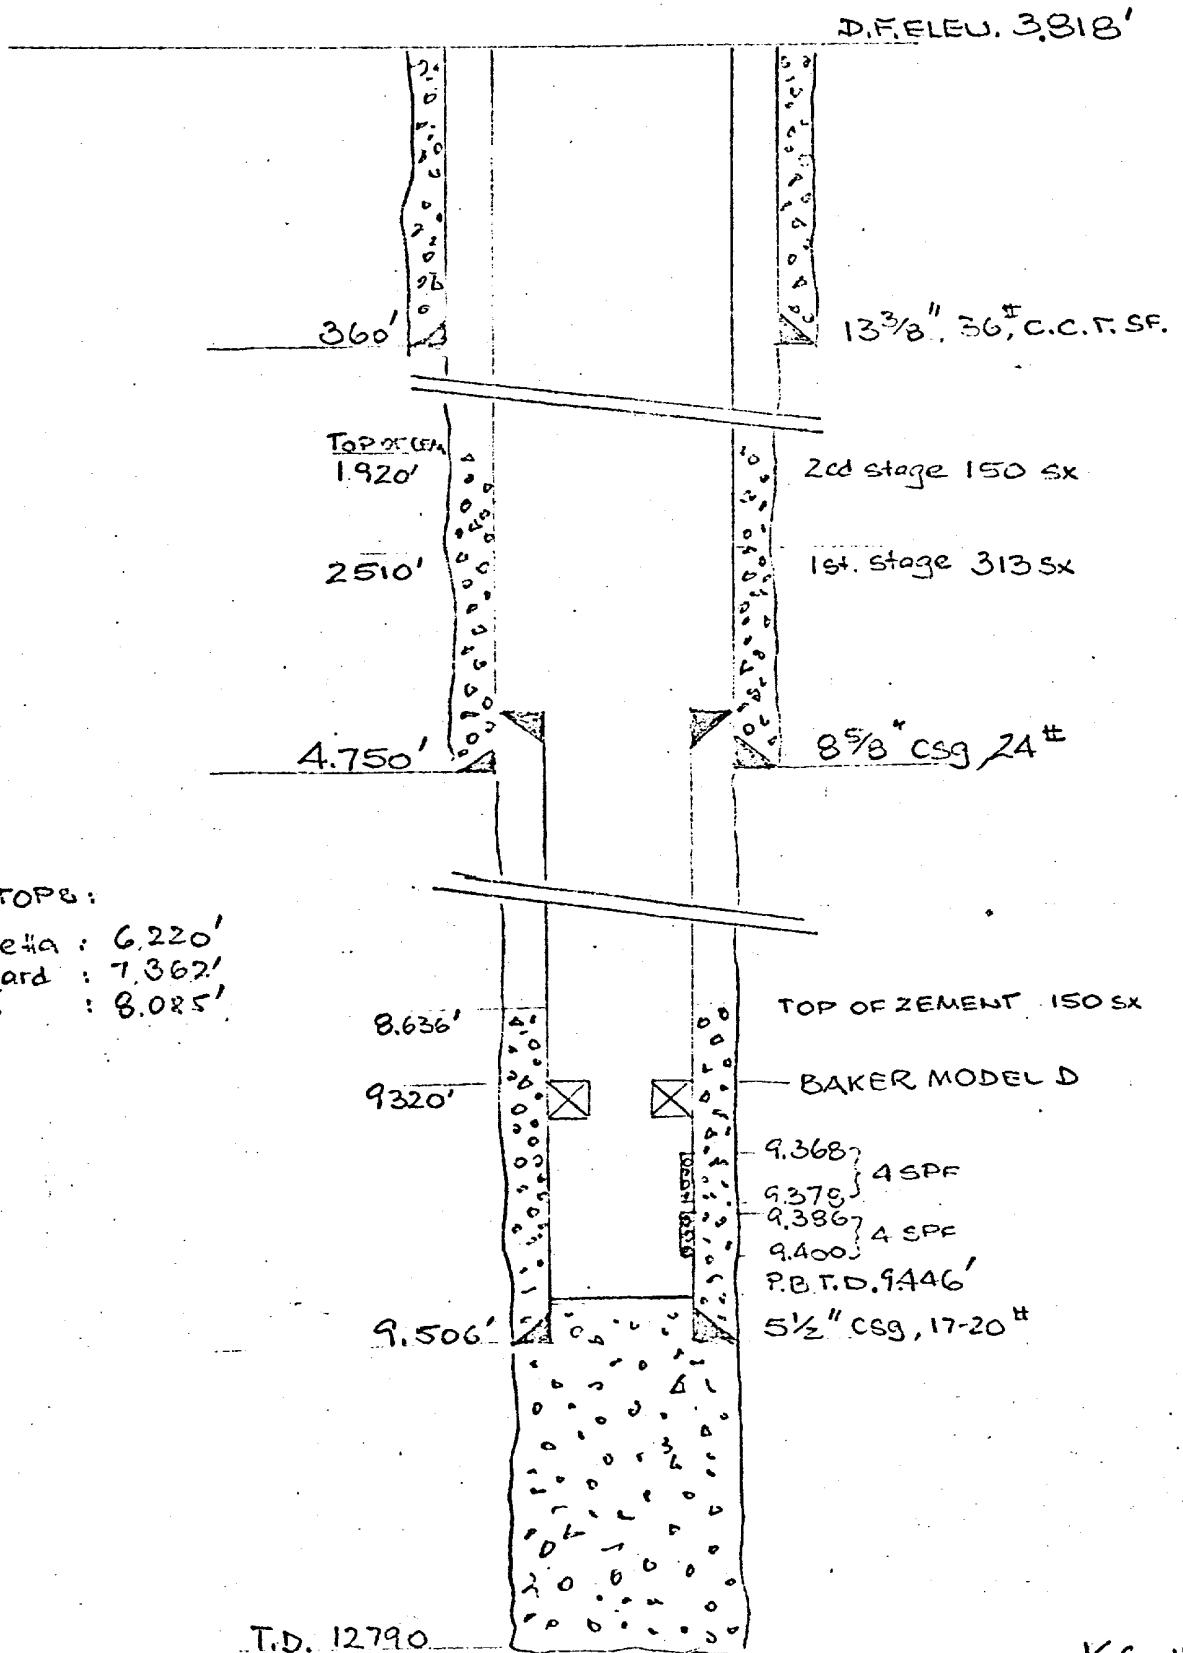 D.F. ELEV. 3,818'
360'
13 3/8", 36#, C.C.T. SF.
TOP OF CEM
1.920'
2cd stage 150 sx
2510'
1st. stage 313 sx
4.750'
8 5/8" csg, 24#
TOPS:
etta : 6,220'
ard : 7,362'
: 8.085'
8.636'
TOP OF ZEMENT 150 SX
9320'
BAKER MODEL D
9.368
9.378
4 SPF
9.386
9.400
4 SPF
P.B.T.D. 9.446'
9.506'
5 1/2" csg, 17-20#
T.D. 12790